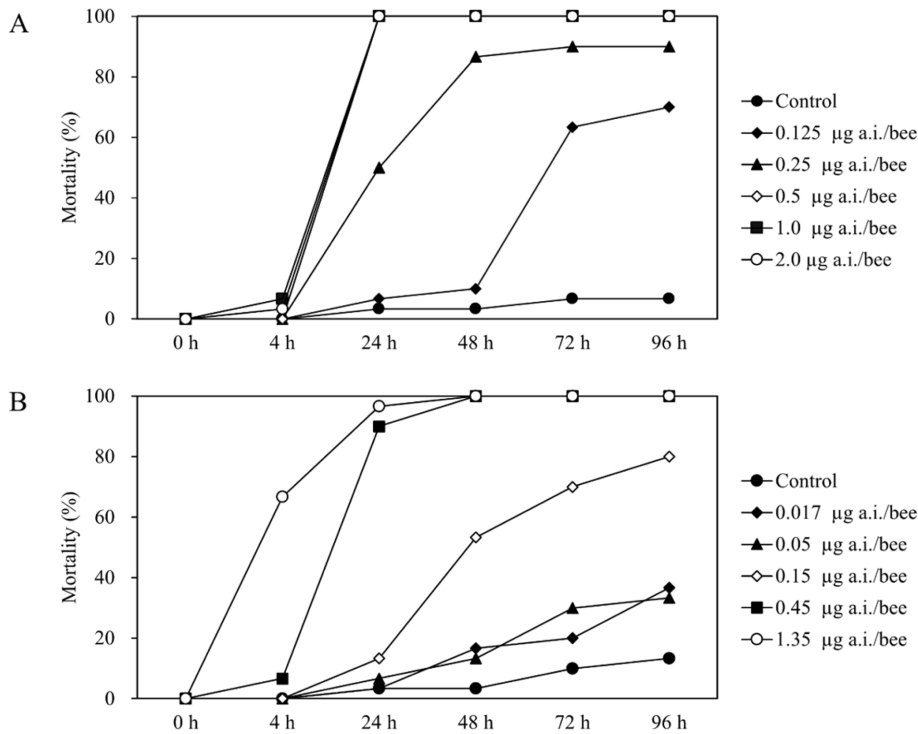 A
100
80
60
40
20
0
Mortality (%)
0 h 4 h 24 h 48 h 72 h 96 h
Control
0.125 µg a.i./bee
0.25 µg a.i./bee
0.5 µg a.i./bee
1.0 µg a.i./bee
2.0 µg a.i./bee
B
100
80
60
40
20
0
Mortality (%)
0 h 4 h 24 h 48 h 72 h 96 h
Control
0.017 µg a.i./bee
0.05 µg a.i./bee
0.15 µg a.i./bee
0.45 µg a.i./bee
1.35 µg a.i./bee